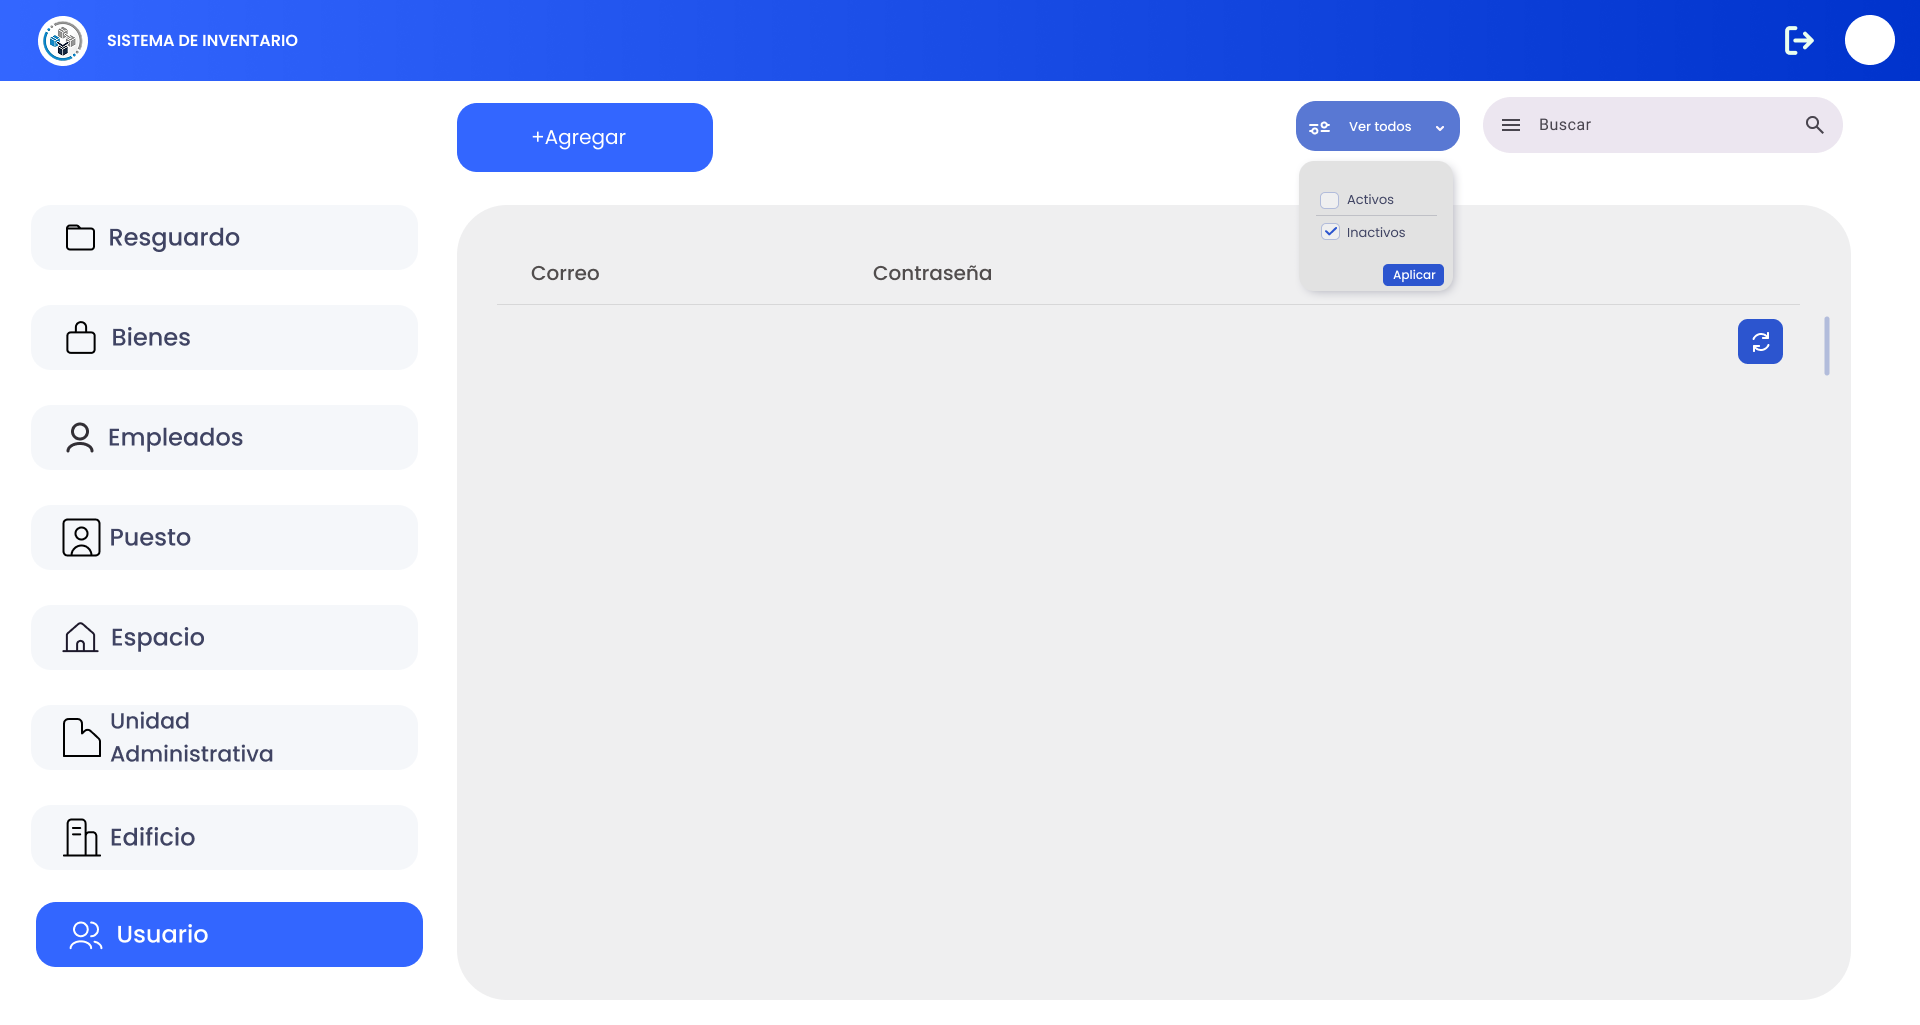 SISTEMA DE INVENTARIO
+Agregar
Ver todos
Buscar
Activos
Inactivos
Aplicar
Resguardo
Bienes
Empleados
Puesto
Espacio
Unidad
Administrativa
Edificio
Usuario
Correo
Contraseña